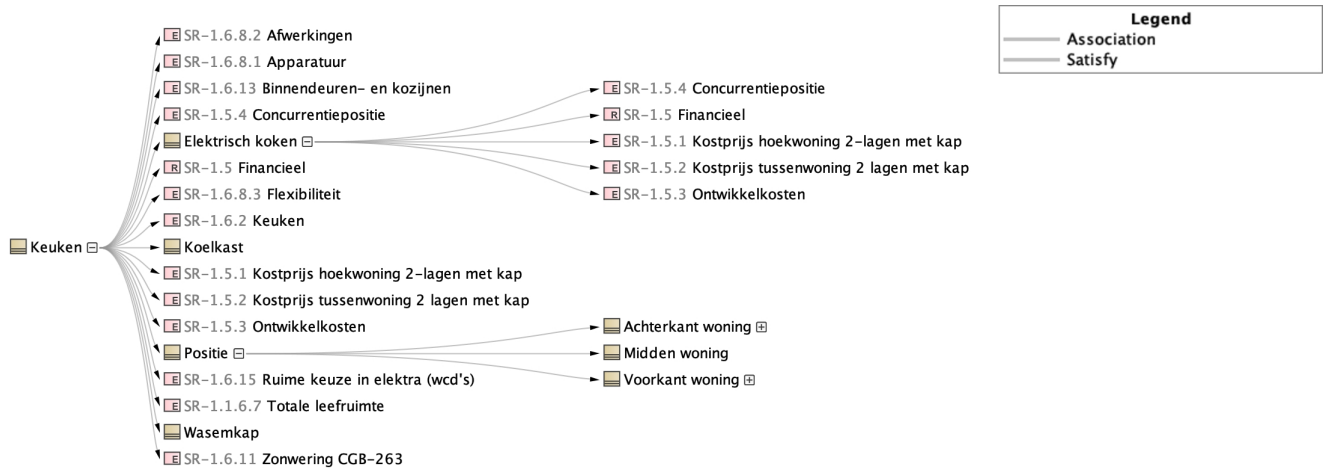 Legend
Association
Satisfy
E SR-1.6.8.2 Afwerkingen
E SR-1.6.8.1 Apparatuur
E SR-1.6.13 Binnendeuren- en kozijnen
E SR-1.5.4 Concurrentiepositie
Elektrisch koken
R SR-1.5 Financieel
E SR-1.6.8.3 Flexibiliteit
E SR-1.6.2 Keuken
Keuken
Koelkast
E SR-1.5.1 Kostprijs hoekwoning 2-lagen met kap
E SR-1.5.2 Kostprijs tussenwoning 2 lagen met kap
E SR-1.5.3 Ontwikkelkosten
Positie
E SR-1.6.15 Ruime keuze in elektra (wcd's)
E SR-1.1.6.7 Totale leefruimte
Wasemkap
E SR-1.6.11 Zonwering CGB-263
E SR-1.5.4 Concurrentiepositie
R SR-1.5 Financieel
E SR-1.5.1 Kostprijs hoekwoning 2-lagen met kap
E SR-1.5.2 Kostprijs tussenwoning 2 lagen met kap
E SR-1.5.3 Ontwikkelkosten
Achterkant woning
Midden woning
Voorkant woning